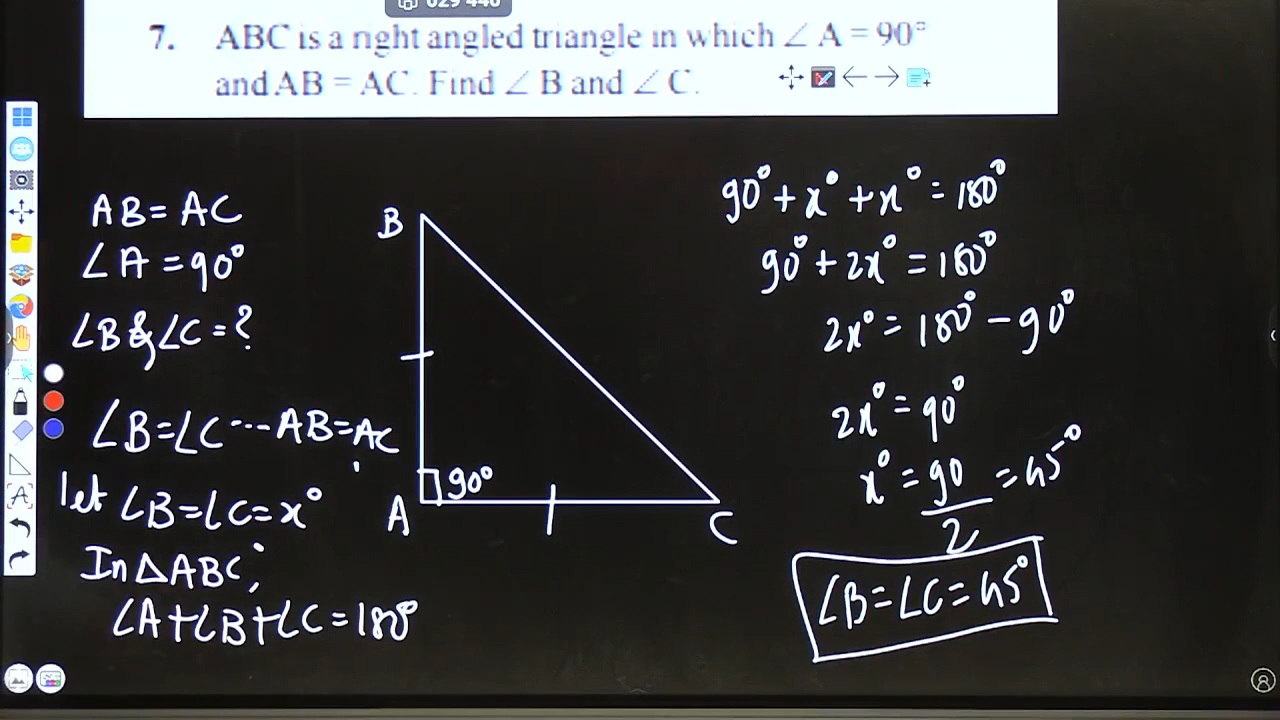 7. ABC is a right angled triangle in which ∠ A = 90°
and AB = AC. Find ∠ B and ∠ C.
AB = AC
∠A = 90°
∠B & ∠C = ?
∠B = ∠C --- AB = AC
let ∠B = ∠C = x°
In △ABC;
∠A + ∠B + ∠C = 180°
B
90°
A
C
90° + x° + x° = 180°
90° + 2x° = 180°
2x° = 180° - 90°
2x° = 90°
x° = 90/2 = 45°
∠B = ∠C = 45°